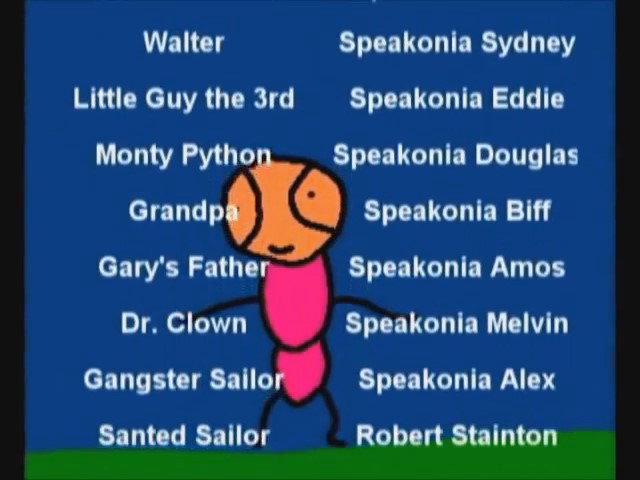 Walter Speakonia Sydney
Little Guy the 3rd Speakonia Eddie
Monty Python Speakonia Douglas
Grandpa Speakonia Biff
Gary's Father Speakonia Amos
Dr. Clown Speakonia Melvin
Gangster Sailor Speakonia Alex
Santed Sailor Robert Stainton